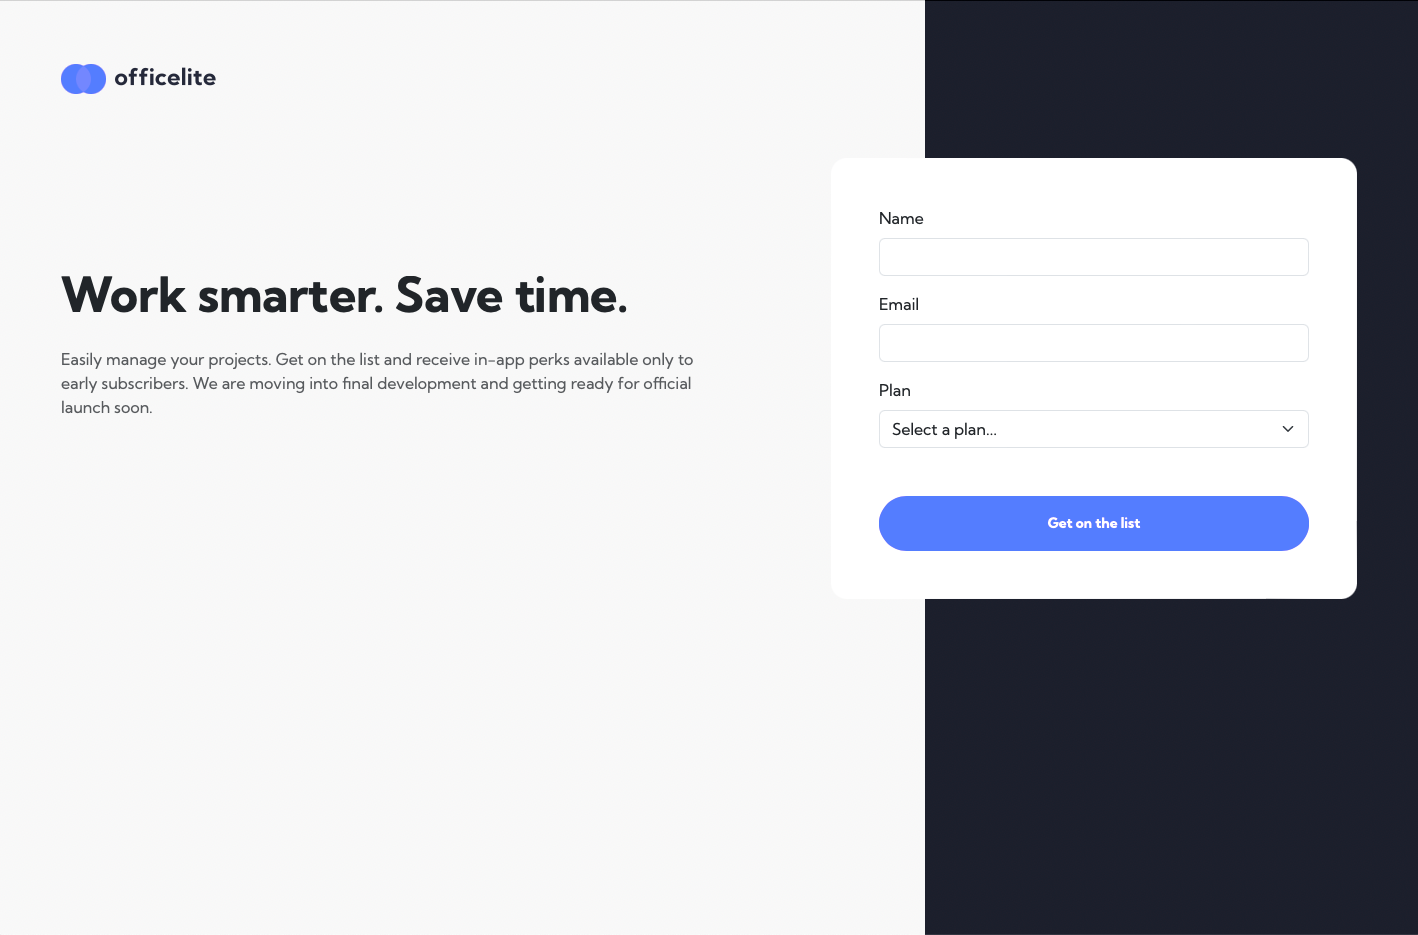 officelite
Work smarter. Save time.
Easily manage your projects. Get on the list and receive in-app perks available only to
early subscribers. We are moving into final development and getting ready for official
launch soon.
Name
Email
Plan
Select a plan...
Get on the list